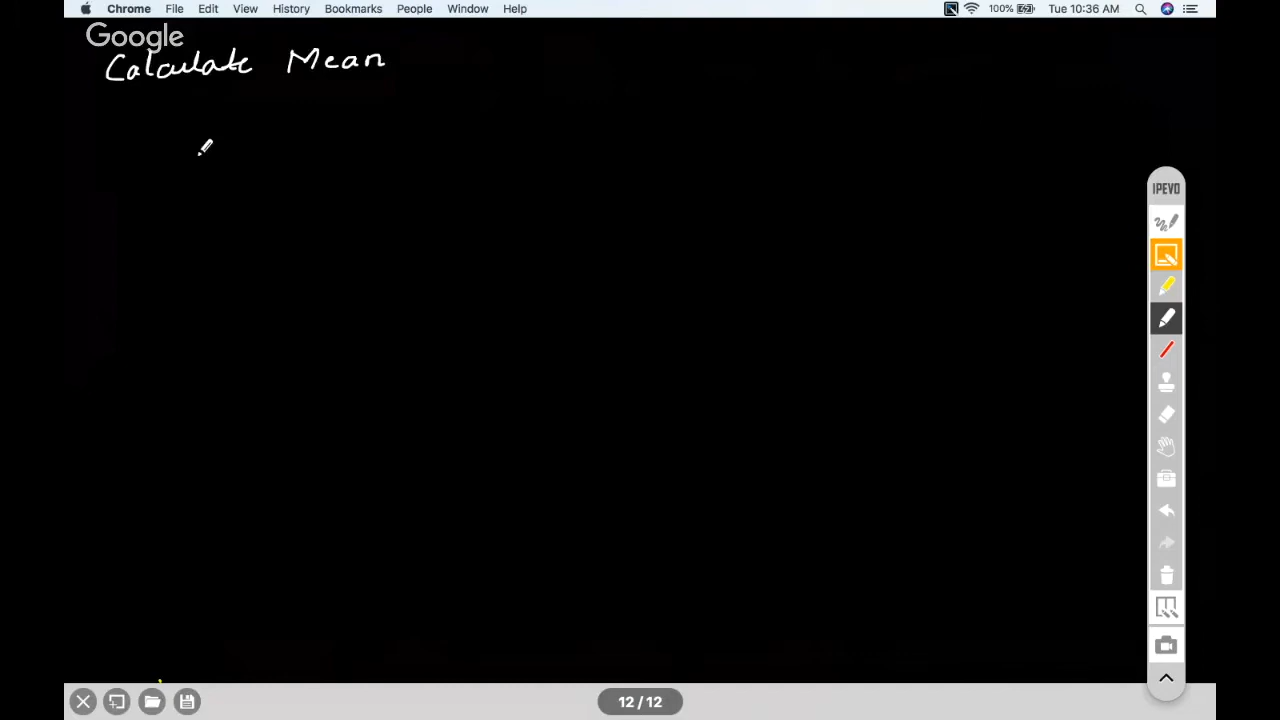 Chrome File Edit View History Bookmarks People Window Help 100% Tue 10:36 AM
Google
Calculate Mean
IPEVO
12 / 12